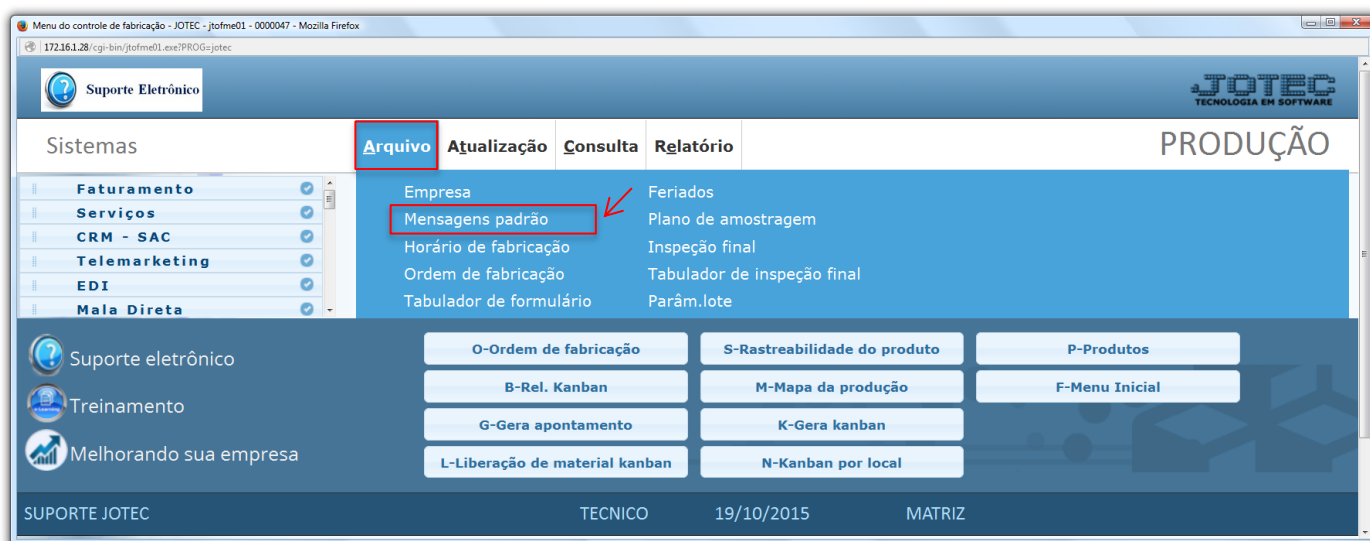 Menu do controle de fabricação - JOTEC - jtofme01 - 0000047 - Mozilla Firefox
172.16.1.28/cgi-bin/jtofme01.exe?PROG=jotec
Suporte Eletrônico
JOTEC
TECNOLOGIA EM SOFTWARE
Sistemas
Arquivo Atualização Consulta Relatório
PRODUÇÃO
Faturamento
Serviços
CRM - SAC
Telemarketing
EDI
Mala Direta
Empresa
Mensagens padrão
Horário de fabricação
Ordem de fabricação
Tabulador de formulário
Feriados
Plano de amostragem
Inspeção final
Tabulador de inspeção final
Parâm.lote
Suporte eletrônico
Treinamento
Melhorando sua empresa
O-Ordem de fabricação S-Rastreabilidade do produto P-Produtos
B-Rel. Kanban M-Mapa da produção F-Menu Inicial
G-Gera apontamento K-Gera kanban
L-Liberação de material kanban N-Kanban por local
SUPORTE JOTEC TECNICO 19/10/2015 MATRIZ